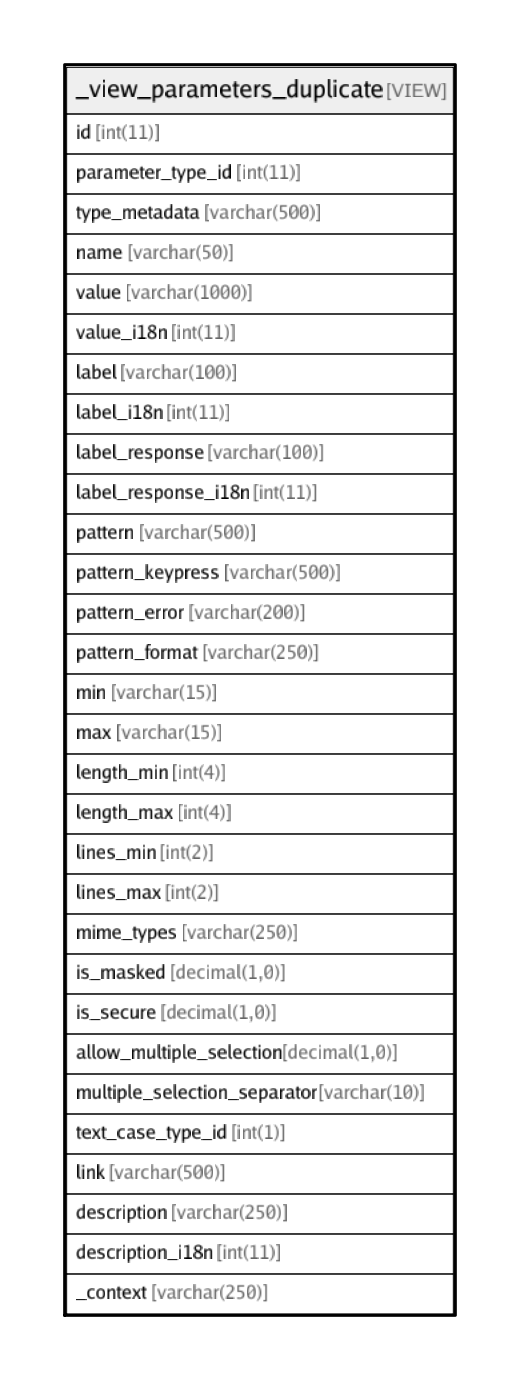 _view_parameters_duplicate [VIEW]
id [int(11)]
parameter_type_id [int(11)]
type_metadata [varchar(500)]
name [varchar(50)]
value [varchar(1000)]
value_i18n [int(11)]
label [varchar(100)]
label_i18n [int(11)]
label_response [varchar(100)]
label_response_i18n [int(11)]
pattern [varchar(500)]
pattern_keypress [varchar(500)]
pattern_error [varchar(200)]
pattern_format [varchar(250)]
min [varchar(15)]
max [varchar(15)]
length_min [int(4)]
length_max [int(4)]
lines_min [int(2)]
lines_max [int(2)]
mime_types [varchar(250)]
is_masked [decimal(1,0)]
is_secure [decimal(1,0)]
allow_multiple_selection [decimal(1,0)]
multiple_selection_separator [varchar(10)]
text_case_type_id [int(1)]
link [varchar(500)]
description [varchar(250)]
description_i18n [int(11)]
_context [varchar(250)]